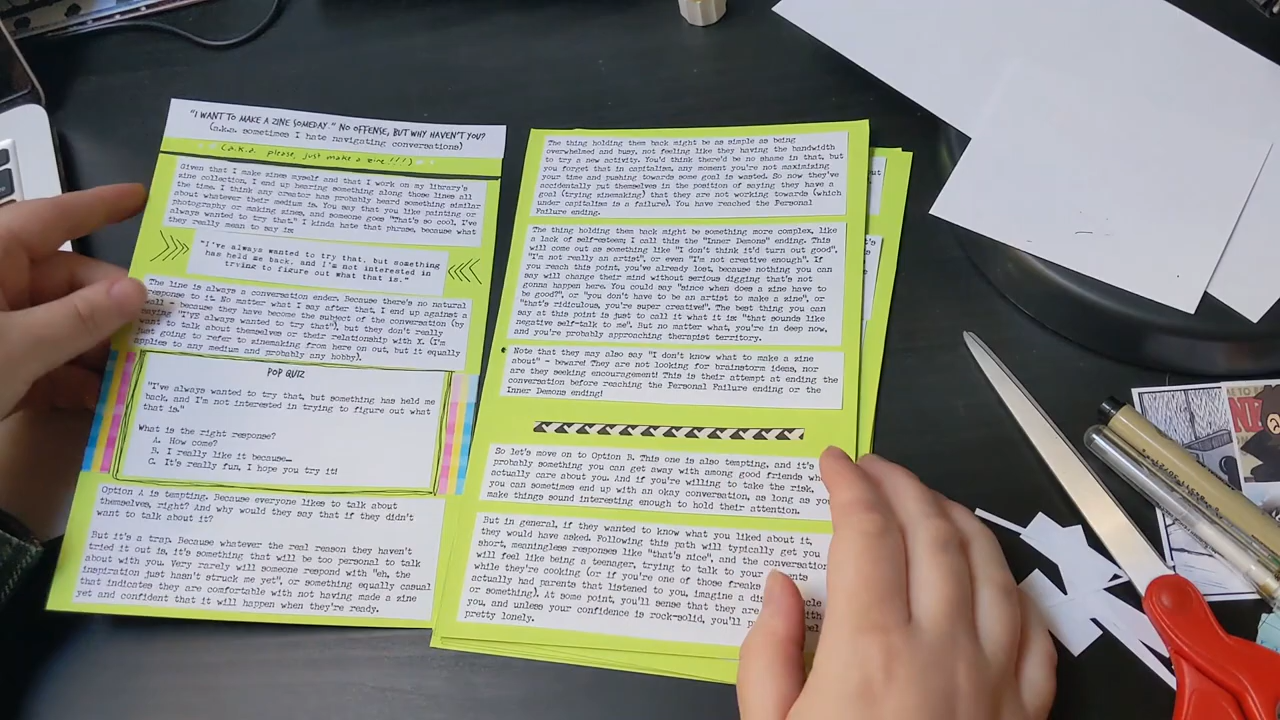 "I WANT TO MAKE A ZINE SOMEDAY." NO OFFENSE, BUT WHY HAVEN'T YOU?
(a.k.a. sometimes I hate navigating conversations)
(a.k.a. please, just make a zine!!!!)
Given that I make zines myself and that I work on my library's
zine collection, I end up hearing something along those lines all
the time. I think any creator has probably heard something similar
about whatever their medium is. You say that you like painting or
photography or making zines, and someone goes "that's so cool, I've
always wanted to try that." I kinda hate that phrase, because what
they really mean to say is:
"I've always wanted to try that, but something
has held me back, and I'm not interested in
trying to figure out what that is."
The line is always a conversation ender. Because there's no natural
response to it. No matter what I say after that, I end up against a
wall - because they have become the subject of the conversation (by
saying "I've always wanted to try that"), but they don't really
want to talk about themselves or their relationship with X. (I'm
just going to refer to zinemaking from here on out, but it equally
applies to any medium and probably any hobby).
POP QUIZ
"I've always wanted to try that, but something has held me
back, and I'm not interested in trying to figure out what
that is."
What is the right response?
A. How come?
B. I really like it because...
C. It's really fun, I hope you try it!
Option A is tempting. Because everyone likes to talk about
themselves, right? And why would they say that if they didn't
want to talk about it?
But it's a trap. Because whatever the real reason they haven't
tried it out is, it's something that will be too personal to talk
about with you. Very rarely will someone respond with "eh, the
inspiration just hasn't struck me yet", or something equally casual
that indicates they are comfortable with not having made a zine
yet and confident that it will happen when they're ready.
The thing holding them back might be as simple as being
overwhelmed and busy, not feeling like they having the bandwidth
to try a new activity. You'd think there'd be no shame in that, but
you forget that in capitalism, any moment you're not maximizing
your time and pushing towards some goal is wasted. So now they've
accidentally put themselves in the position of saying they have a
goal (trying zinemaking) that they are not working towards (which
under capitalism is a failure). You have reached the Personal
Failure ending.
The thing holding them back might be something more complex, like
a lack of self-esteem; I call this the "Inner Demons" ending. This
will come out as something like "I don't think it'd turn out good",
"I'm not really an artist", or even "I'm not creative enough". If
you reach this point, you've already lost, because nothing you can
say will change their mind without serious digging that's not
gonna happen here. You could say "since when does a zine have to
be good?", or "you don't have to be an artist to make a zine", or
"that's ridiculous, you're super creative". The best thing you can
say at this point is just to call it what it is: "that sounds like
negative self-talk to me". But no matter what, you're in deep now,
and you're probably approaching therapist territory.
Note that they may also say "I don't know what to make a zine
about" - beware! They are not looking for brainstorm ideas, nor
are they seeking encouragement! This is their attempt at ending the
conversation before reaching the Personal Failure ending or the
Inner Demons ending!
So let's move on to Option B. This one is also tempting, and it's
probably something you can get away with among good friends who
actually care about you. And if you're willing to take the risk,
you can sometimes end up with an okay conversation, as long as you
make things sound interesting enough to hold their attention.
But in general, if they wanted to know what you liked about it,
they would have asked. Following this path will typically get you
short, meaningless responses like "that's nice", and the conversation
will feel like being a teenager, trying to talk to your
while they're cooking (or if you're one of those freaks
actually had parents that listened to you, imagine a
or something). At some point, you'll sense that they are
you, and unless your confidence is rock-solid, you'll
pretty lonely.